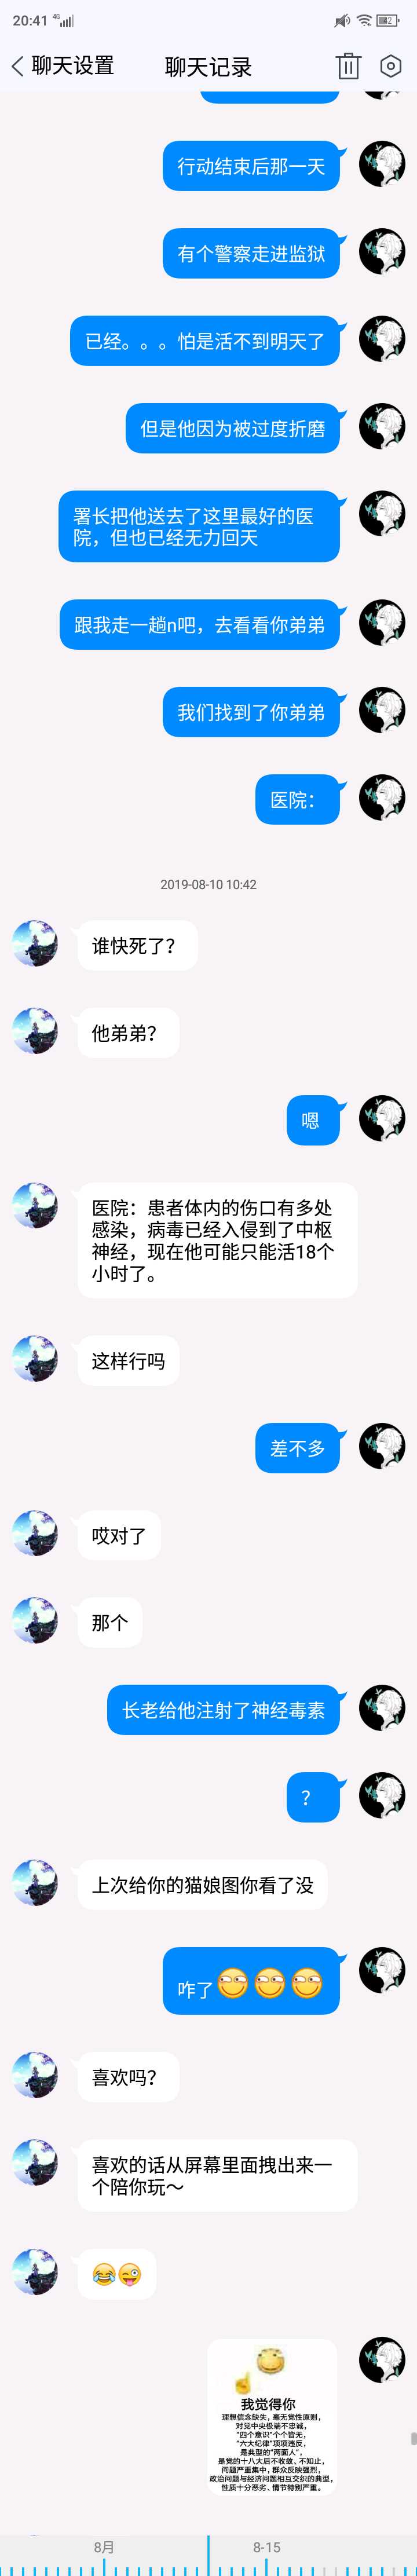 20:41 4G
62
聊天设置
聊天记录
行动结束后那一天
有个警察走进监狱
已经。。。怕是活不到明天了
但是他因为被过度折磨
署长把他送去了这里最好的医
院，但也已经无力回天
跟我走一趟n吧，去看看你弟弟
我们找到了你弟弟
医院：
2019-08-10 10:42
谁快死了？
他弟弟？
嗯
医院：患者体内的伤口有多处
感染，病毒已经入侵到了中枢
神经，现在他可能只能活18个
小时了。
这样行吗
差不多
哎对了
那个
长老给他注射了神经毒素
？
上次给你的猫娘图你看了没
咋了
喜欢吗？
喜欢的话从屏幕里面拽出来一
个陪你玩～
我觉得你
理想信念缺失，毫无党性原则，
对党中央极端不忠诚，
“四个意识”个个皆无，
“六大纪律”项项违反，
是典型的“两面人”，
是党的十八大后不收敛、不知止，
问题严重集中，群众反映强烈，
政治问题与经济问题相互交织的典型，
性质十分恶劣、情节特别严重。
8月
8-15